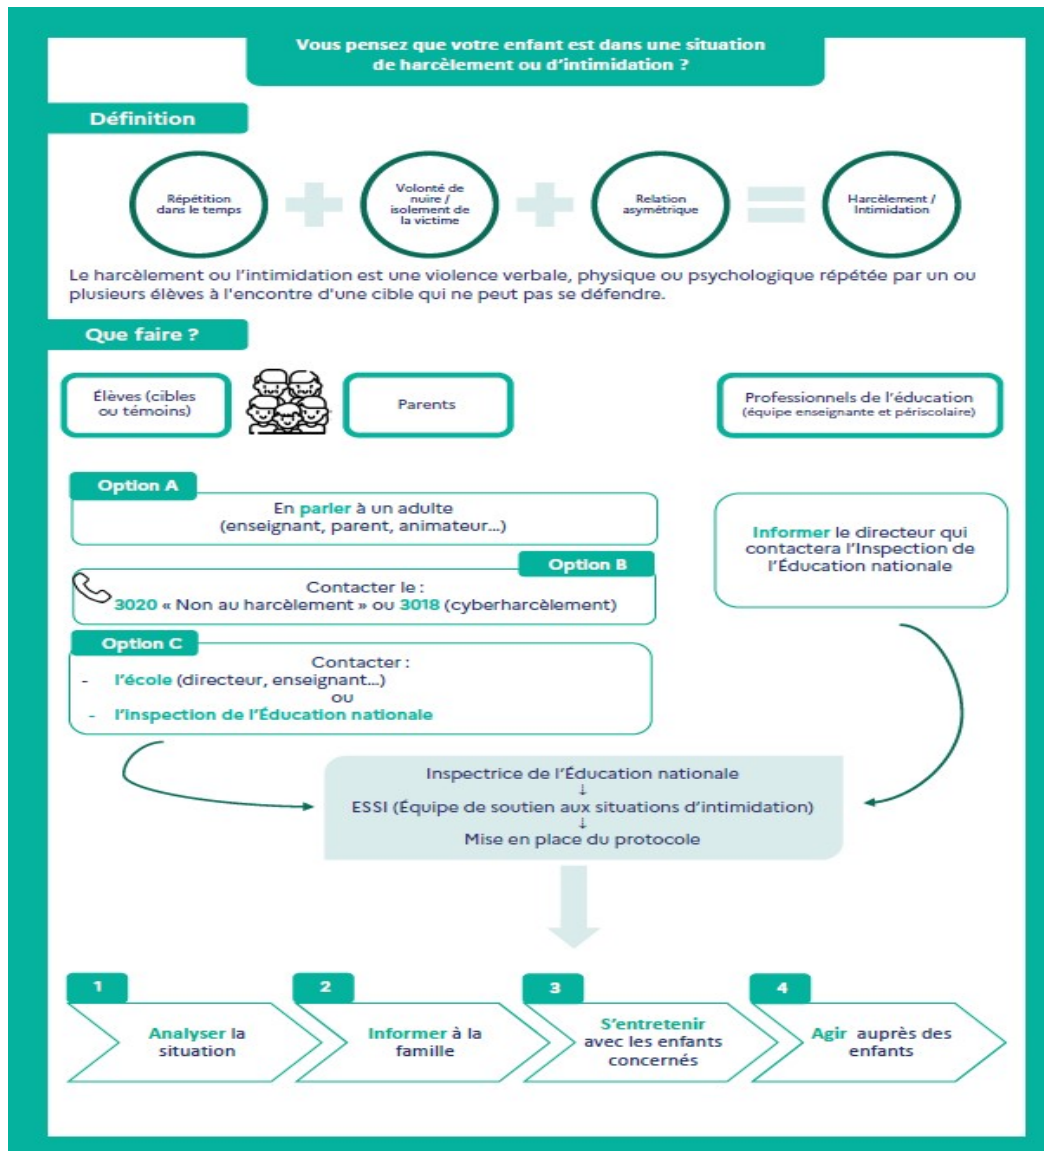 Vous pensez que votre enfant est dans une situation
de harcèlement ou d'intimidation ?
Définition
Répétition
dans le temps
Volonté de
nuire /
isolement de
la victime
Relation
asymétrique
Harcèlement /
Intimidation
Le harcèlement ou l'intimidation est une violence verbale, physique ou psychologique répétée par un ou
plusieurs élèves à l'encontre d'une cible qui ne peut pas se défendre.
Que faire ?
Élèves (cibles
ou témoins)
Parents
Professionnels de l'éducation
(équipe enseignante et périscolaire)
Option A
En parler à un adulte
(enseignant, parent, animateur...)
Option B
Contacter le :
3020 « Non au harcèlement » ou 3018 (cyberharcèlement)
Option C
Contacter :
- l'école (directeur, enseignant...)
ou
- l'inspection de l'Éducation nationale
Informer le directeur qui
contactera l'Inspection de
l'Éducation nationale
Inspectrice de l'Éducation nationale
↓
ESSI (Équipe de soutien aux situations d'intimidation)
↓
Mise en place du protocole
1
Analyser la
situation
2
Informer à la
famille
3
S'entretenir
avec les enfants
concernés
4
Agir auprès des
enfants